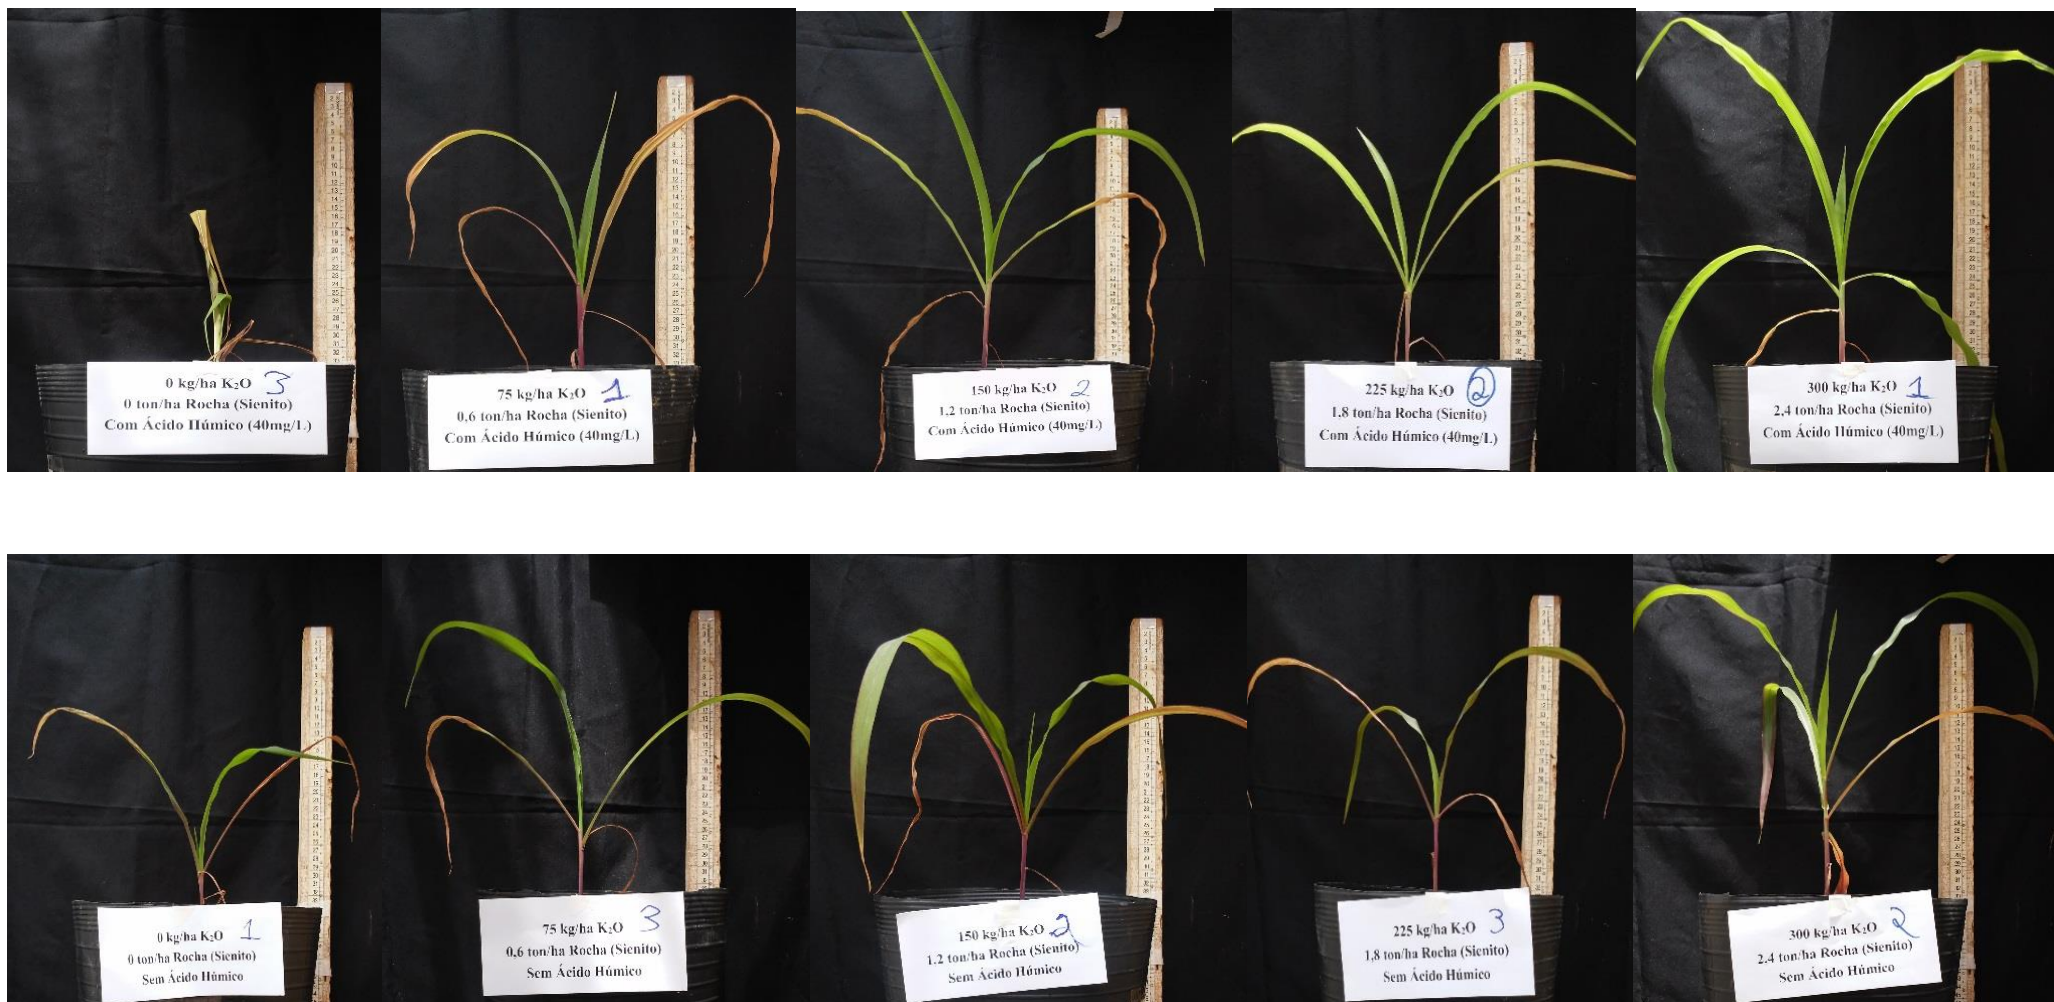 0 kg/ha K₂O 3
0 ton/ha Rocha (Sienito)
Com Ácido Húmico (40mg/L)
75 kg/ha K₂O 1
0,6 ton/ha Rocha (Sienito)
Com Ácido Húmico (40mg/L)
150 kg/ha K₂O 2
1.2 ton/ha Rocha (Sienito)
Com Ácido Húmico (40mg/L)
225 kg/ha K₂O 2
1,8 ton/ha Rocha (Sienito)
Com Ácido Húmico (40mg/L)
300 kg/ha K₂O 1
2,4 ton/ha Rocha (Sienito)
Com Ácido Húmico (40mg/L)
0 kg/ha K₂O 1
0 ton/ha Rocha (Sienito)
Sem Ácido Húmico
75 kg/ha K₂O 3
0,6 ton/ha Rocha (Sienito)
Sem Ácido Húmico
150 kg/ha K₂O 2
1.2 ton/ha Rocha (Sienito)
Sem Ácido Húmico
225 kg/ha K₂O 3
1,8 ton/ha Rocha (Sienito)
Sem Ácido Húmico
300 kg/ha K₂O 2
2.4 ton/ha Rocha (Sienito)
Sem Ácido Húmico